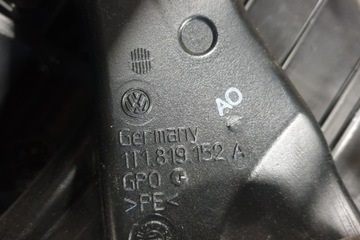 AO
Germany
1T1.819.152 A
GPO
>PE<